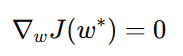 ∇_w J(w*) = 0